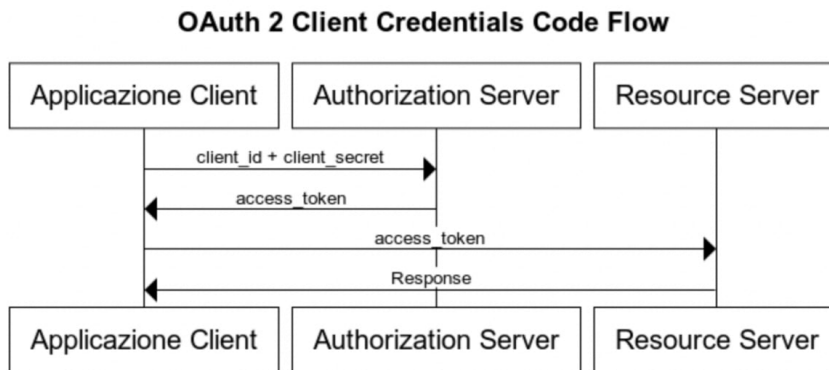 OAuth 2 Client Credentials Code Flow
Applicazione Client
Authorization Server
Resource Server
client_id + client_secret
access_token
access_token
Response
Applicazione Client
Authorization Server
Resource Server